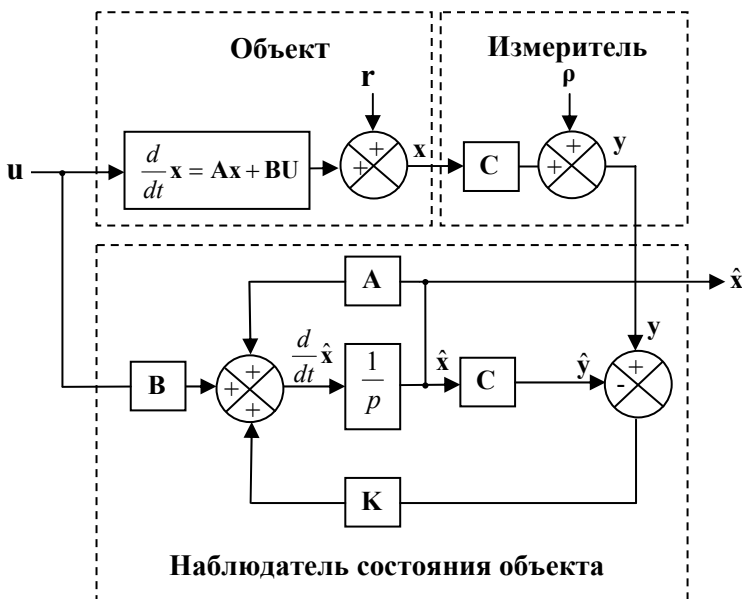 Объект
Измеритель
r
ρ
u
d/dt x = Ax + BU
+
+
x
C
+
+
y
A
x̂
y
B
+
+
+
d/dt x̂
1/p
x̂
C
ŷ
+
-
K
Наблюдатель состояния объекта